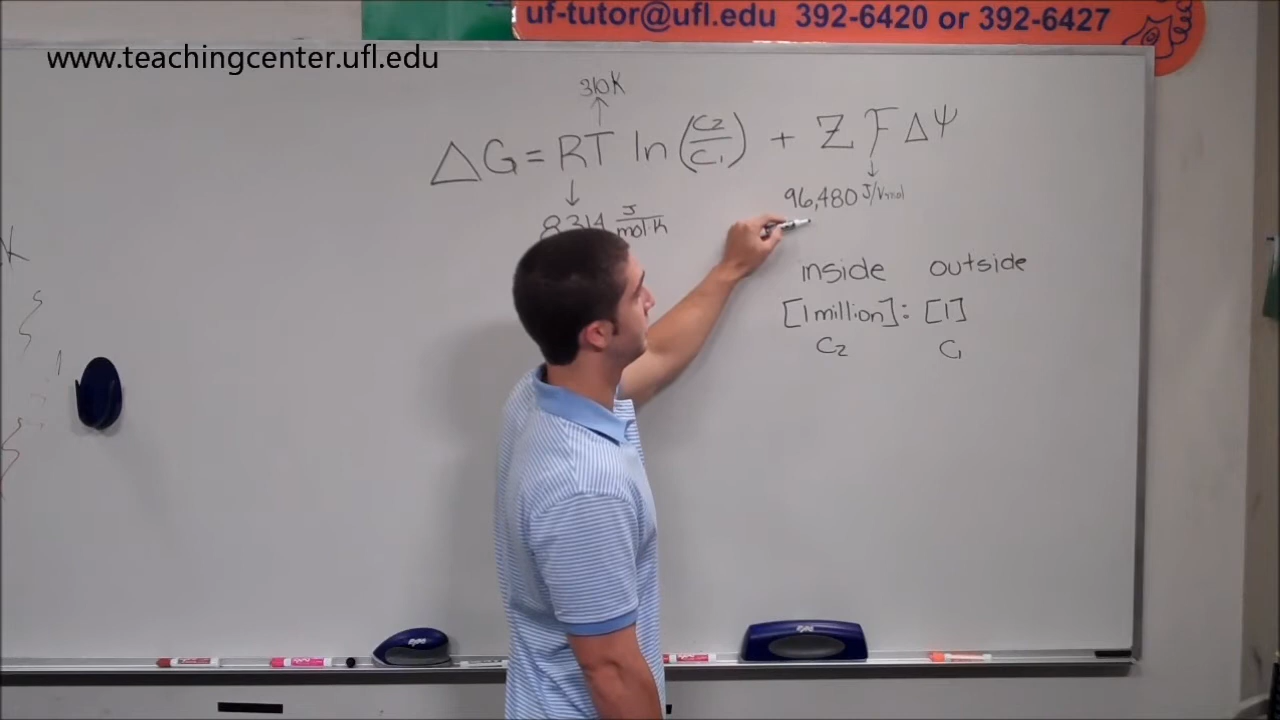 uf-tutor@ufl.edu 392-6420 or 392-6427
www.teachingcenter.ufl.edu
310K
ΔG = RT ln (C2/C1) + Z F ΔΨ
8.314 J/mol·K
96,480 J/V·mol
inside outside
[1 million] : [1]
C2 C1